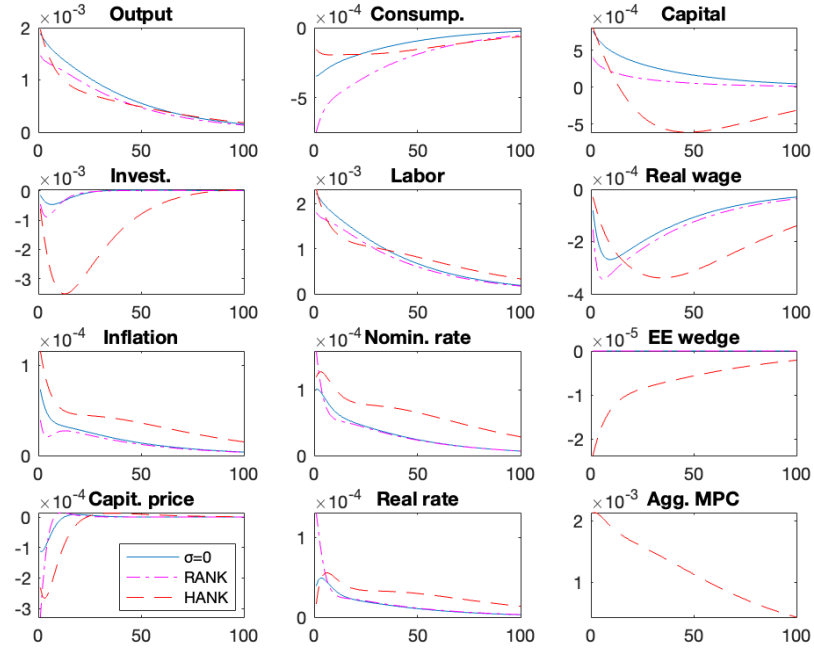 Output
×10⁻³
2
1
0
0 50 100
Consump.
×10⁻⁴
0
-5
0 50 100
Capital
×10⁻⁴
5
0
-5
0 50 100
Invest.
×10⁻³
0
-1
-2
-3
0 50 100
Labor
×10⁻³
2
1
0
0 50 100
Real wage
×10⁻⁴
0
-2
-4
0 50 100
Inflation
×10⁻⁴
1
0
0 50 100
Nomin. rate
×10⁻⁴
1
0
0 50 100
EE wedge
×10⁻⁵
0
-1
-2
0 50 100
Capit. price
×10⁻⁴
0
-1
-2
-3
0 50 100
σ=0
RANK
HANK
Real rate
×10⁻⁴
1
0
0 50 100
Agg. MPC
×10⁻³
2
1
0 50 100